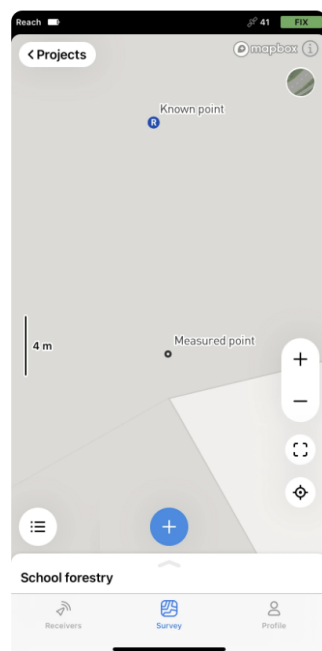 Reach 41 FIX
Projects
mapbox
Known point
R
4 m
Measured point
School forestry
Receivers Survey Profile